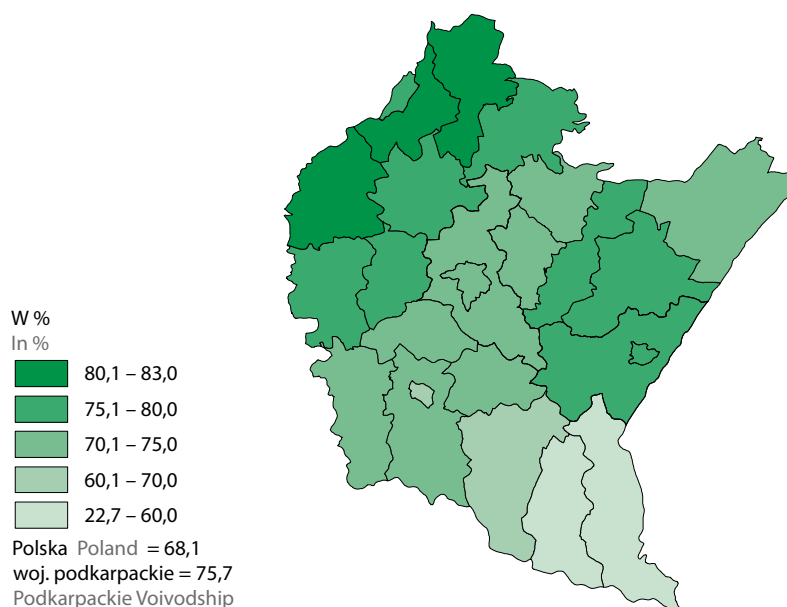 W %
In %
80,1 – 83,0
75,1 – 80,0
70,1 – 75,0
60,1 – 70,0
22,7 – 60,0
Polska Poland = 68,1
woj. podkarpackie = 75,7
Podkarpackie Voivodship